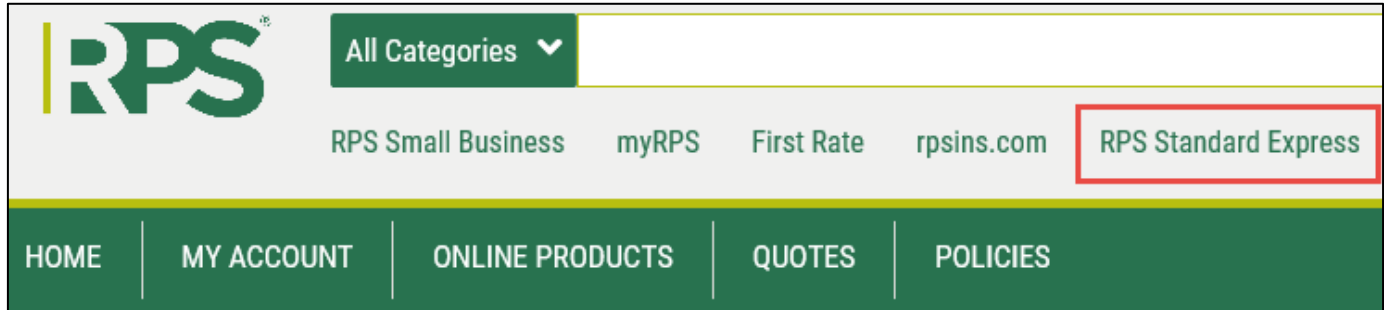 RPS®
All Categories
RPS Small Business myRPS First Rate rpsins.com RPS Standard Express
HOME MY ACCOUNT ONLINE PRODUCTS QUOTES POLICIES